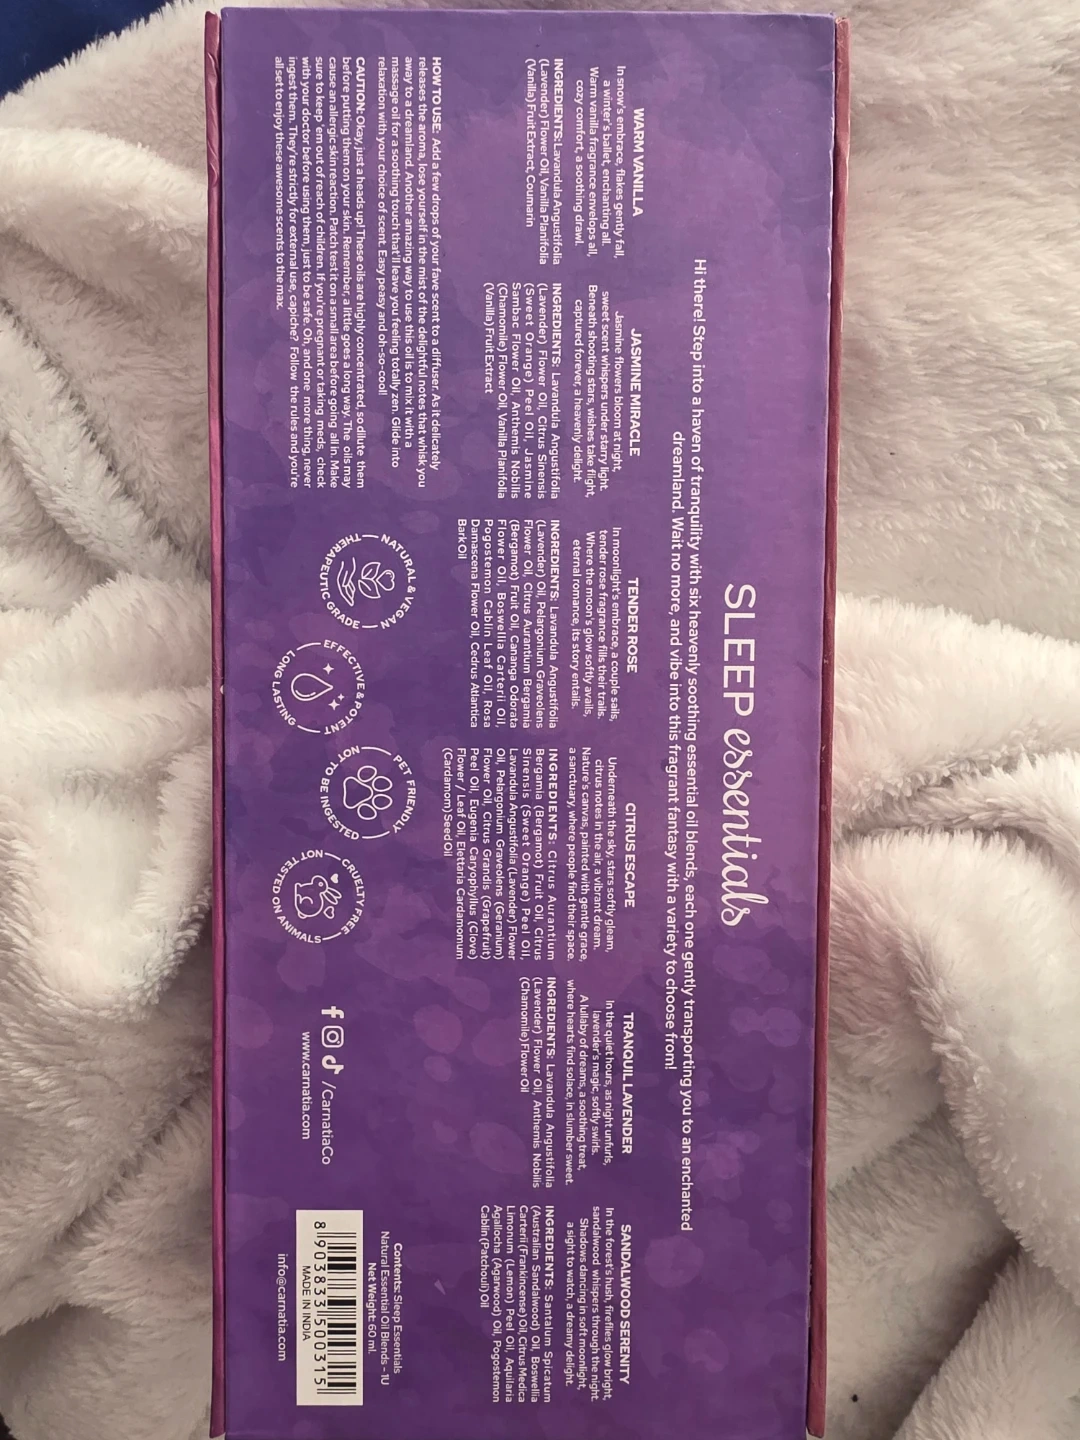 SLEEP essentials
Hi there! Step into a haven of tranquility with six heavenly soothing essential oil blends, each one gently transporting you to an enchanted
dreamland. Wait no more, and vibe into this fragrant fantasy with a variety to choose from!
WARM VANILLA
In snow's embrace, flakes gently fall,
a winter's ballet, enchanting all.
Warm vanilla fragrance envelops all,
cozy comfort, a soothing drawl.
INGREDIENTS: Lavandula Angustifolia
(Lavender) Flower Oil, Vanilla Planifolia
(Vanilla) Fruit Extract, Coumarin
JASMINE MIRACLE
Jasmine flowers bloom at night,
sweet scent whispers under starry light.
Beneath shooting stars, wishes take flight,
captured forever, a heavenly delight.
INGREDIENTS: Lavandula Angustifolia
(Lavender) Flower Oil, Citrus Sinensis
(Sweet Orange) Peel Oil, Jasmine
Sambac Flower Oil, Anthemis Nobilis
(Chamomile) Flower Oil, Vanilla Planifolia
(Vanilla) Fruit Extract
TENDER ROSE
In moonlight's embrace, a couple sails,
tender rose fragrance fills their trails.
Where the moon's glow softly avails,
eternal romance, its story entails.
INGREDIENTS: Lavandula Angustifolia
(Lavender) Oil, Pelargonium Graveolens
Flower Oil, Citrus Aurantium Bergamia
(Bergamot) Fruit Oil, Cananga Odorata
Flower Oil, Boswellia Carterii Oil,
Pogostemon Cablin Leaf Oil, Rosa
Damascena Flower Oil, Cedrus Atlantica
Bark Oil
CITRUS ESCAPE
Underneath the sky, stars softly gleam,
citrus notes in the air, a vibrant dream.
Nature's canvas, painted with gentle grace,
a sanctuary, where people find their space.
INGREDIENTS: Citrus Aurantium
Bergamia (Bergamot) Fruit Oil, Citrus
Sinensis (Sweet Orange) Peel Oil,
Lavandula Angustifolia (Lavender) Flower
Oil, Pelargonium Graveolens (Geranium)
Flower Oil, Citrus Grandis (Grapefruit)
Peel Oil, Eugenia Caryophyllus (Clove)
Flower / Leaf Oil, Elettaria Cardamomum
(Cardamom) Seed Oil
TRANQUIL LAVENDER
In the quiet hours, as night unfurls,
lavender's magic, softly swirls.
A lullaby of dreams, a soothing treat,
where hearts find solace, in slumber sweet.
INGREDIENTS: Lavandula Angustifolia
(Lavender) Flower Oil, Anthemis Nobilis
(Chamomile) Flower Oil
SANDALWOOD SERENITY
In the forest's hush, fireflies glow bright,
sandalwood whispers through the night.
Shadows dancing in soft moonlight,
a sight to watch, a dreamy delight.
INGREDIENTS: Santalum Spicatum
(Australian Sandalwood) Oil, Boswellia
Carterii (Frankincense) Oil, Citrus Medica
Limonum (Lemon) Peel Oil, Aquilaria
Agallocha (Agarwood) Oil, Pogostemon
Cablin (Patchouli) Oil
HOW TO USE: Add a few drops of your fave scent to a diffuser. As it delicately
releases the aroma, lose yourself in the mist of the delightful notes that whisk you
away to a dreamland. Another amazing way to use this oil is to mix it with a
massage oil for a soothing touch that'll leave you feeling totally zen. Glide into
relaxation with your choice of scent. Easy peasy and oh-so-cool!
CAUTION: Okay, just a heads up! These oils are highly concentrated, so dilute them
before putting them on your skin. Remember, a little goes a long way. The oils may
cause an allergic skin reaction. Patch test it on a small area before going all in. Make
sure to keep 'em out of reach of children. If you're pregnant or taking meds, check
with your doctor before using them, just to be safe. Oh, and one more thing, never
ingest them. They're strictly for external use, capiche? Follow the rules and you're
all set to enjoy these awesome scents to the max.
NATURAL & VEGAN
THERAPEUTIC GRADE
EFFECTIVE & POTENT
LONG LASTING
PET FRIENDLY
NOT TO BE INGESTED
CRUELTY FREE
NOT TESTED ON ANIMALS
/CarnatiaCo
www.carnatia.com
Contents: Sleep Essentials
Natural Essential Oil Blends - 1U
Net Weight: 60 ml.
8 903833 500315
MADE IN INDIA
info@carnatia.com